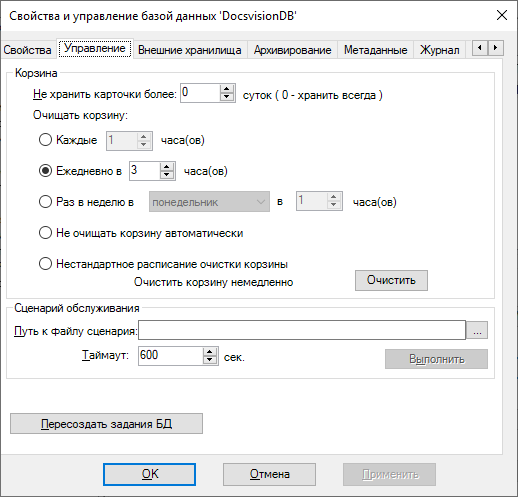 Свойства и управление базой данных 'DocsvisionDB'
Свойства Управление Внешние хранилища Архивирование Метаданные Журнал
Корзина
Не хранить карточки более: 0 суток ( 0 - хранить всегда )
Очищать корзину:
Каждые 1 часа(ов)
Ежедневно в 3 часа(ов)
Раз в неделю в понедельник в 1 часа(ов)
Не очищать корзину автоматически
Нестандартное расписание очистки корзины
Очистить корзину немедленно Очистить
Сценарий обслуживания
Путь к файлу сценария: ...
Таймаут: 600 сек.
Выполнить
Пересоздать задания БД
OK Отмена Применить